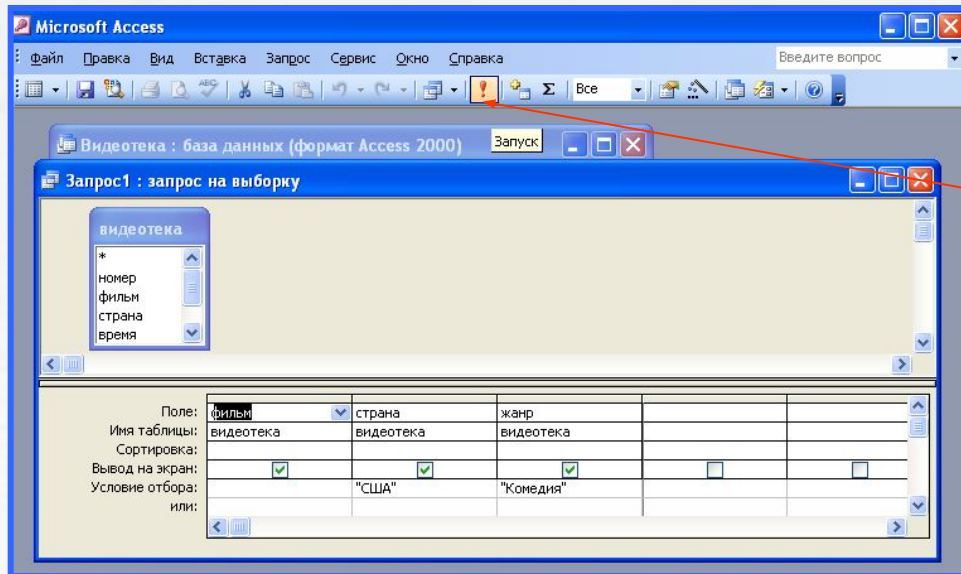 Microsoft Access
Файл Правка Вид Вставка Запрос Сервис Окно Справка Введите вопрос
Все
Видеотека : база данных (формат Access 2000) Запуск
Запрос1 : запрос на выборку
видеотека
*
номер
фильм
страна
время
Поле: фильм страна жанр
Имя таблицы: видеотека видеотека видеотека
Сортировка:
Вывод на экран:
Условие отбора: "США" "Комедия"
или: